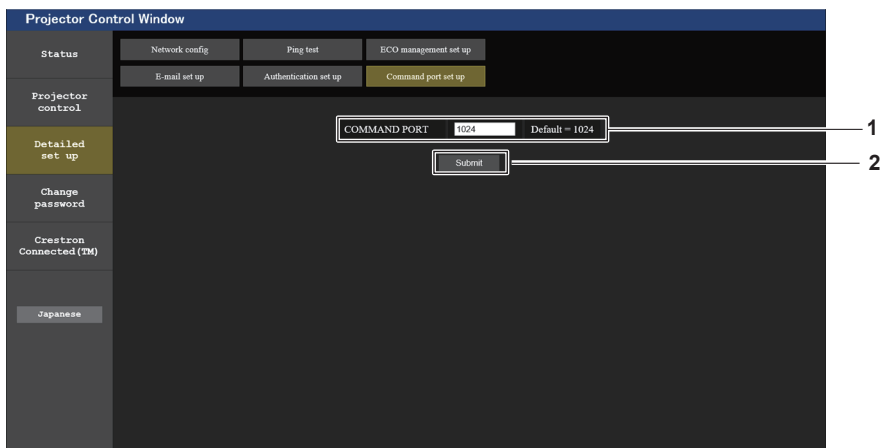 Projector Control Window
Status
Network config
Ping test
ECO management set up
E-mail set up
Authentication set up
Command port set up
Projector
control
COMMAND PORT 1024 Default = 1024
1
Detailed
set up
Submit
2
Change
password
Crestron
Connected(TM)
Japanese